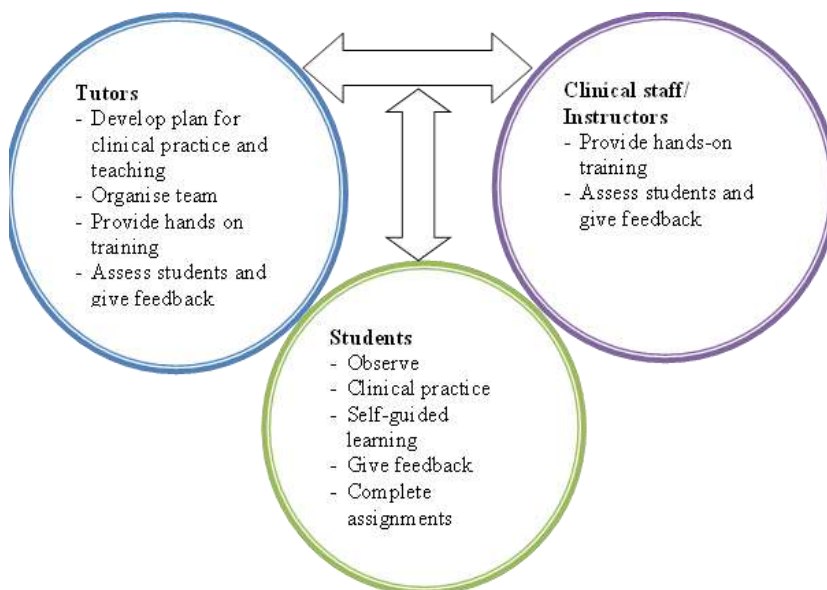 Tutors
- Develop plan for
clinical practice and
teaching
- Organise team
- Provide hands on
training
- Assess students and
give feedback
Clinical staff/
Instructors
- Provide hands-on
training
- Assess students and
give feedback
Students
- Observe
- Clinical practice
- Self-guided
learning
- Give feedback
- Complete
assignments